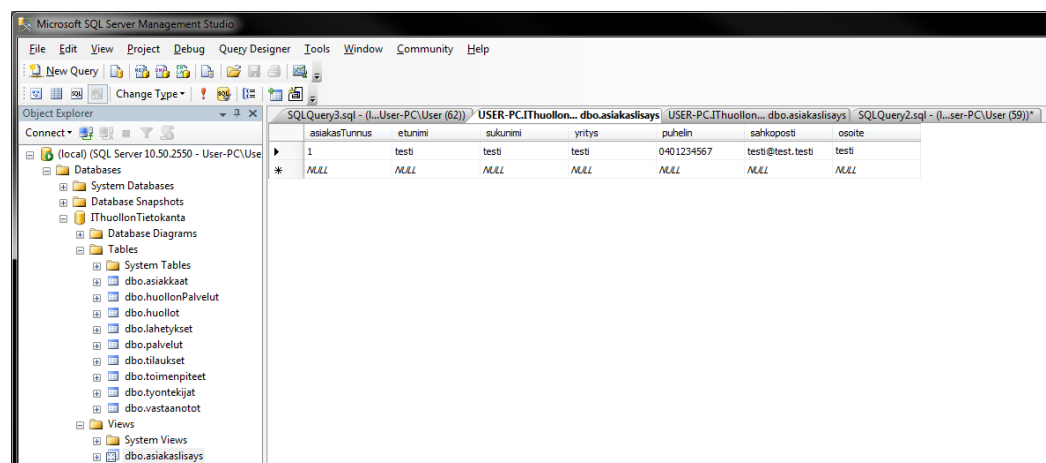 Microsoft SQL Server Management Studio
File Edit View Project Debug Query Designer Tools Window Community Help
New Query
Change Type
Object Explorer
SQLQuery3.sql - (l...User-PC\User (62)) USER-PC.IThuollon... dbo.asiakaslisays USER-PC.IThuollon... dbo.asiakaslisays SQLQuery2.sql - (l...ser-PC\User (59))*
Connect
asiakasTunnus etunimi sukunimi yritys puhelin sahkoposti osoite
1 testi testi testi 0401234567 testi@test.testi testi
NULL NULL NULL NULL NULL NULL NULL
(local) (SQL Server 10.50.2550 - User-PC\Use
Databases
System Databases
Database Snapshots
IThuollonTietokanta
Database Diagrams
Tables
System Tables
dbo.asiakkaat
dbo.huollonPalvelut
dbo.huollot
dbo.lahetykset
dbo.palvelut
dbo.tilaukset
dbo.toimenpiteet
dbo.tyontekijat
dbo.vastaanotot
Views
System Views
dbo.asiakaslisays